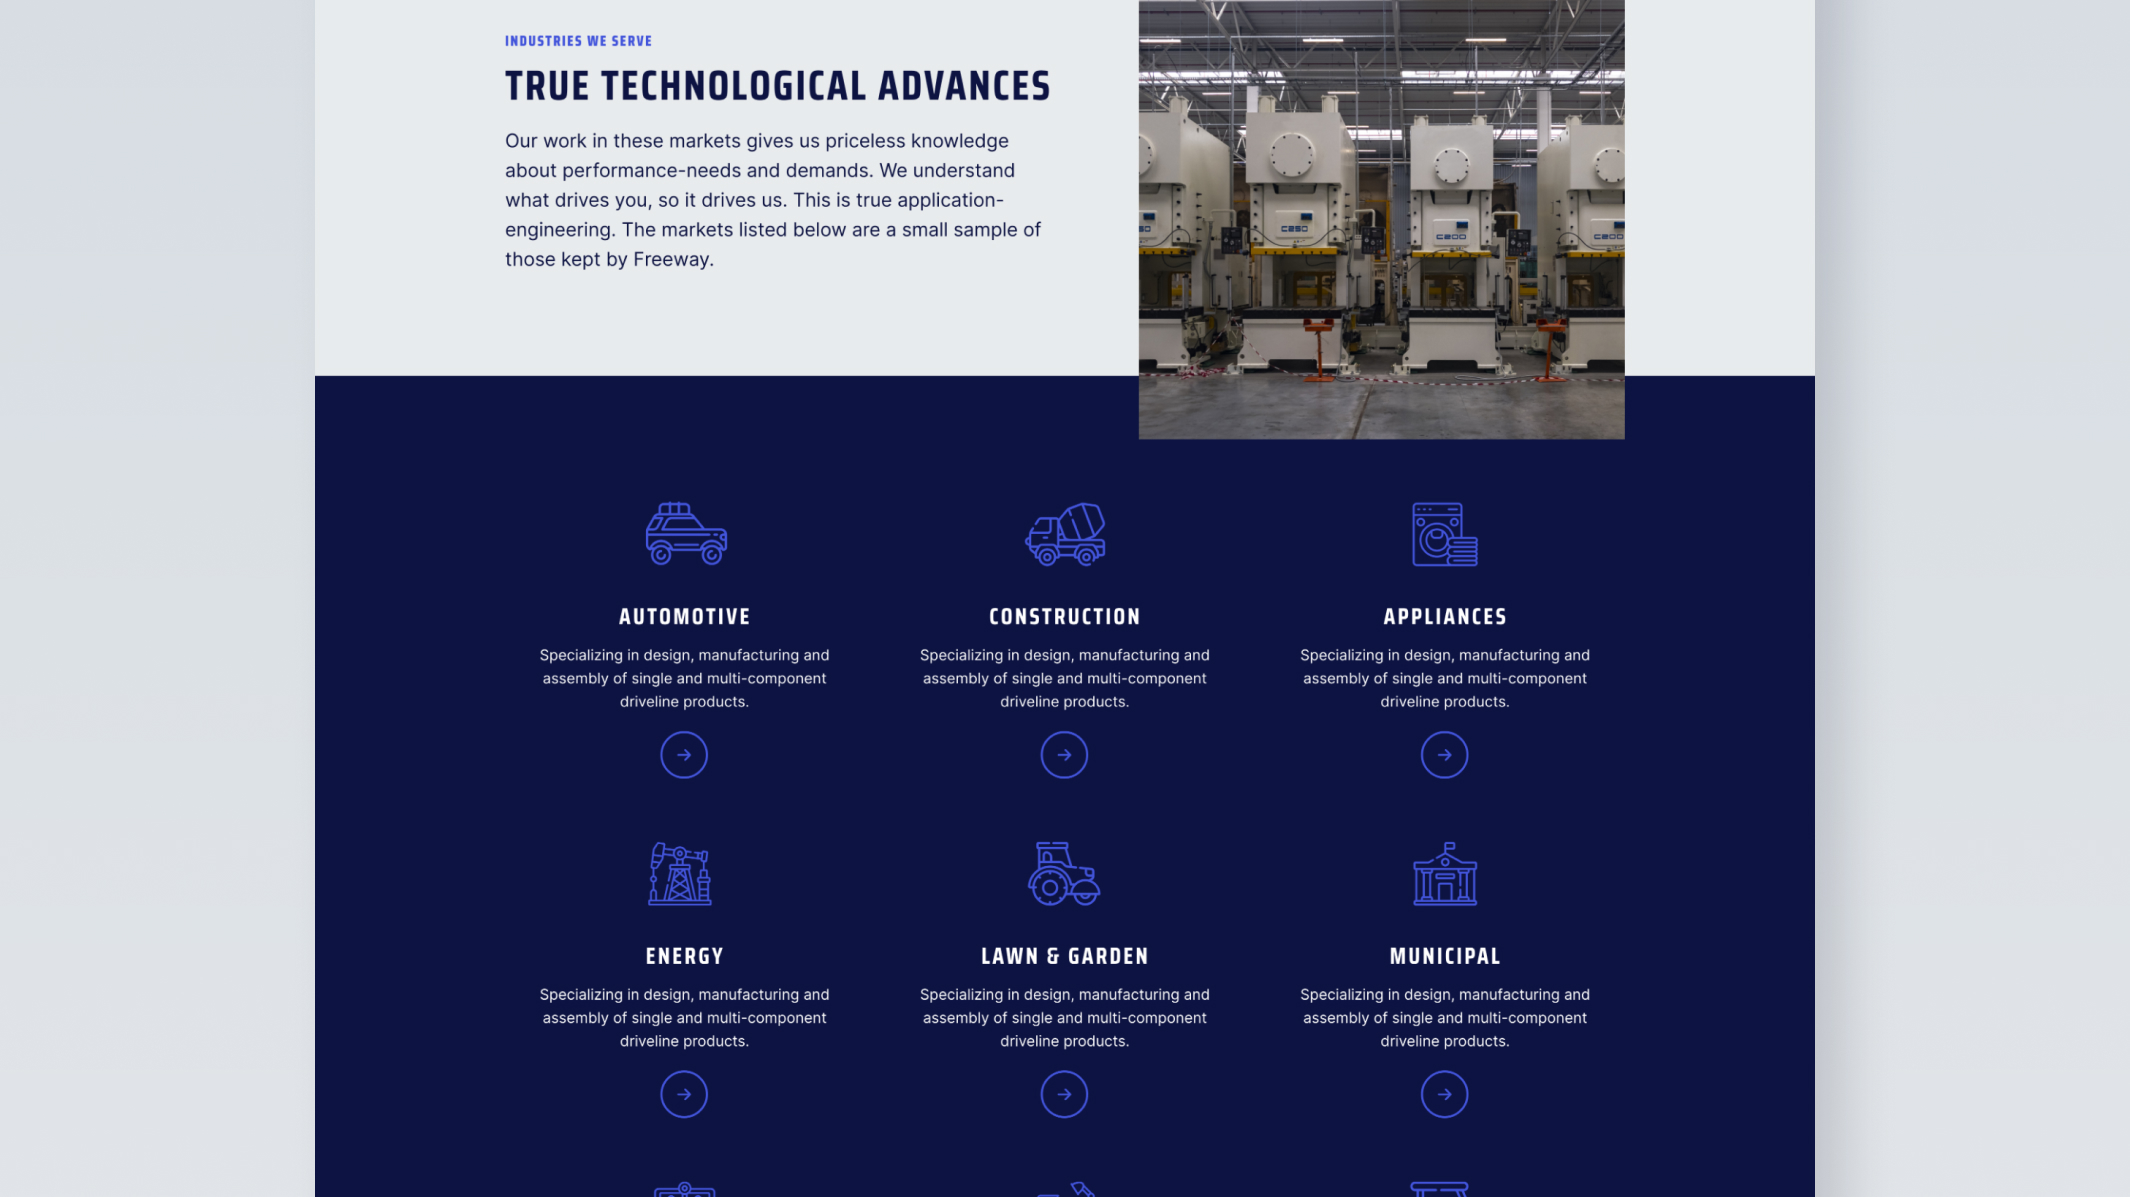 INDUSTRIES WE SERVE
TRUE TECHNOLOGICAL ADVANCES
Our work in these markets gives us priceless knowledge
about performance-needs and demands. We understand
what drives you, so it drives us. This is true application-
engineering. The markets listed below are a small sample of
those kept by Freeway.
AUTOMOTIVE
Specializing in design, manufacturing and
assembly of single and multi-component
driveline products.
CONSTRUCTION
Specializing in design, manufacturing and
assembly of single and multi-component
driveline products.
APPLIANCES
Specializing in design, manufacturing and
assembly of single and multi-component
driveline products.
ENERGY
Specializing in design, manufacturing and
assembly of single and multi-component
driveline products.
LAWN & GARDEN
Specializing in design, manufacturing and
assembly of single and multi-component
driveline products.
MUNICIPAL
Specializing in design, manufacturing and
assembly of single and multi-component
driveline products.